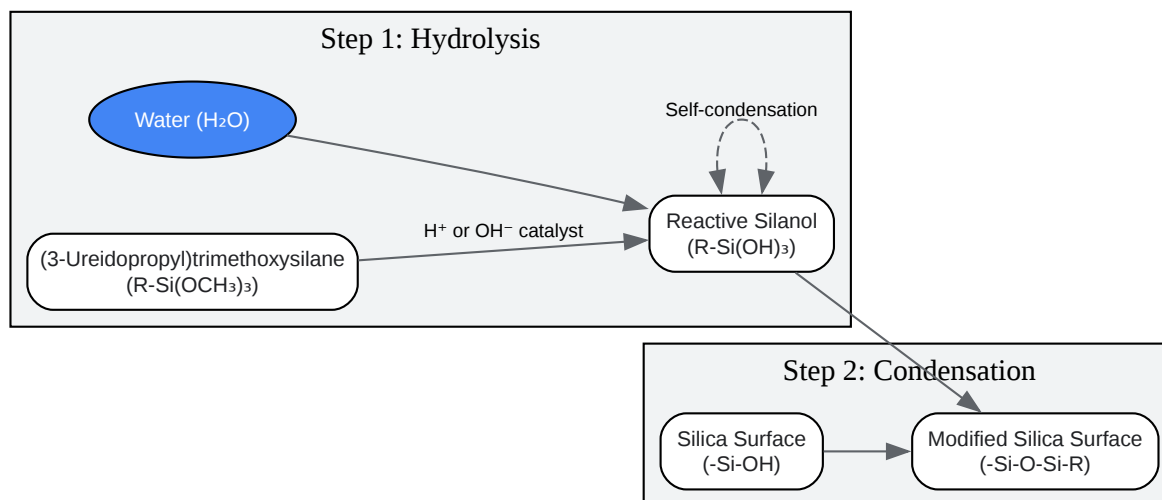 Step 1: Hydrolysis
Water (H₂O)
Self-condensation
Reactive Silanol
(R-Si(OH)₃)
H⁺ or OH⁻ catalyst
(3-Ureidopropyl)trimethoxysilane
(R-Si(OCH₃)₃)
Step 2: Condensation
Silica Surface
(-Si-OH)
Modified Silica Surface
(-Si-O-Si-R)